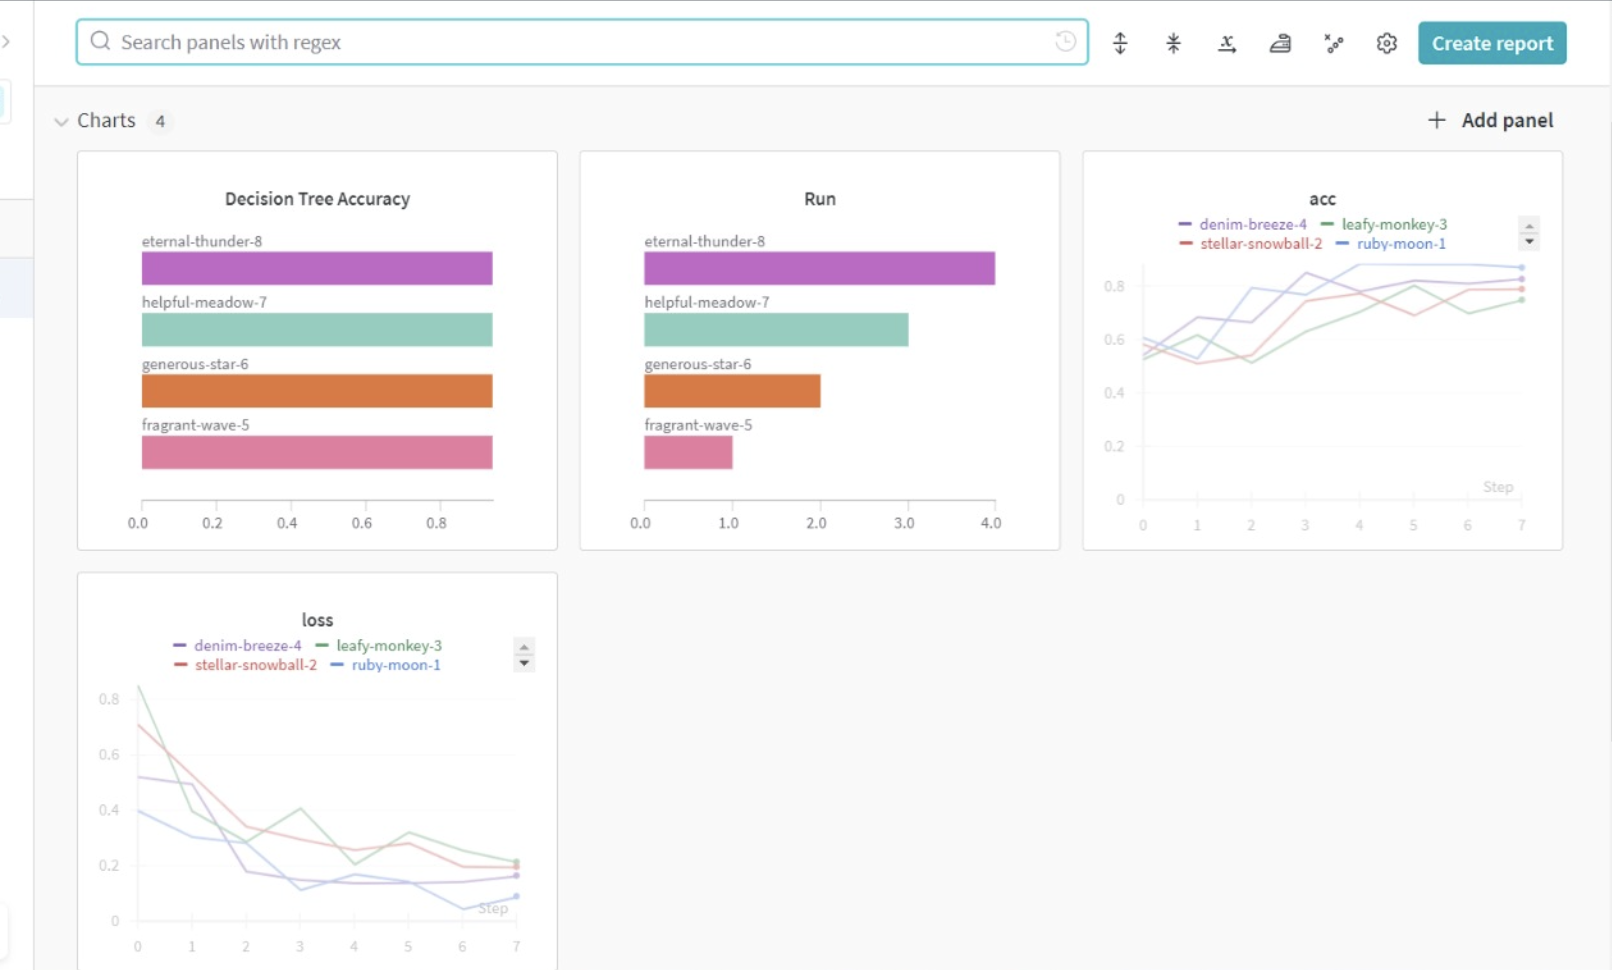 Search panels with regex
Create report
Charts 4
Add panel
Decision Tree Accuracy
eternal-thunder-8
helpful-meadow-7
generous-star-6
fragrant-wave-5
0.0 0.2 0.4 0.6 0.8
Run
eternal-thunder-8
helpful-meadow-7
generous-star-6
fragrant-wave-5
0.0 1.0 2.0 3.0 4.0
acc
denim-breeze-4 leafy-monkey-3
stellar-snowball-2 ruby-moon-1
0.8
0.6
0.4
0.2
0
Step
0 1 2 3 4 5 6 7
loss
denim-breeze-4 leafy-monkey-3
stellar-snowball-2 ruby-moon-1
0.8
0.6
0.4
0.2
0
Step
0 1 2 3 4 5 6 7